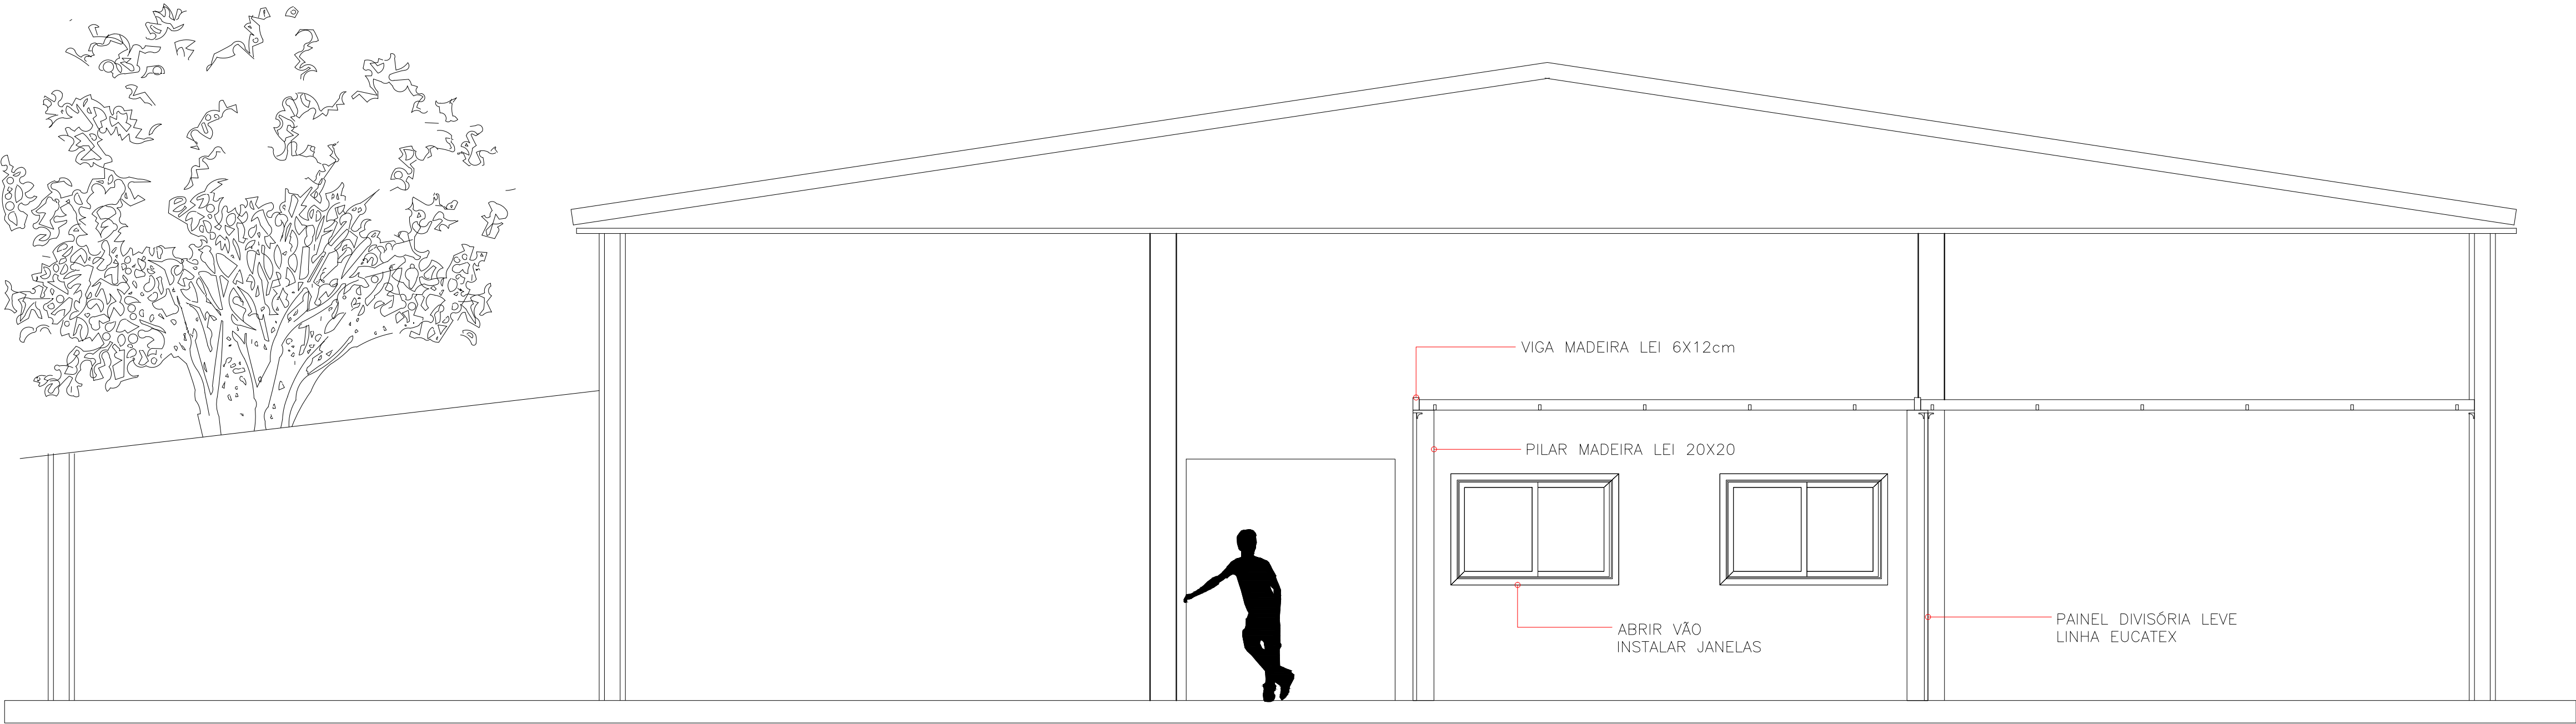 VIGA MADEIRA LEI 6X12cm
PILAR MADEIRA LEI 20X20
ABRIR VÃO
INSTALAR JANELAS
PAINEL DIVISÓRIA LEVE
LINHA EUCATEX